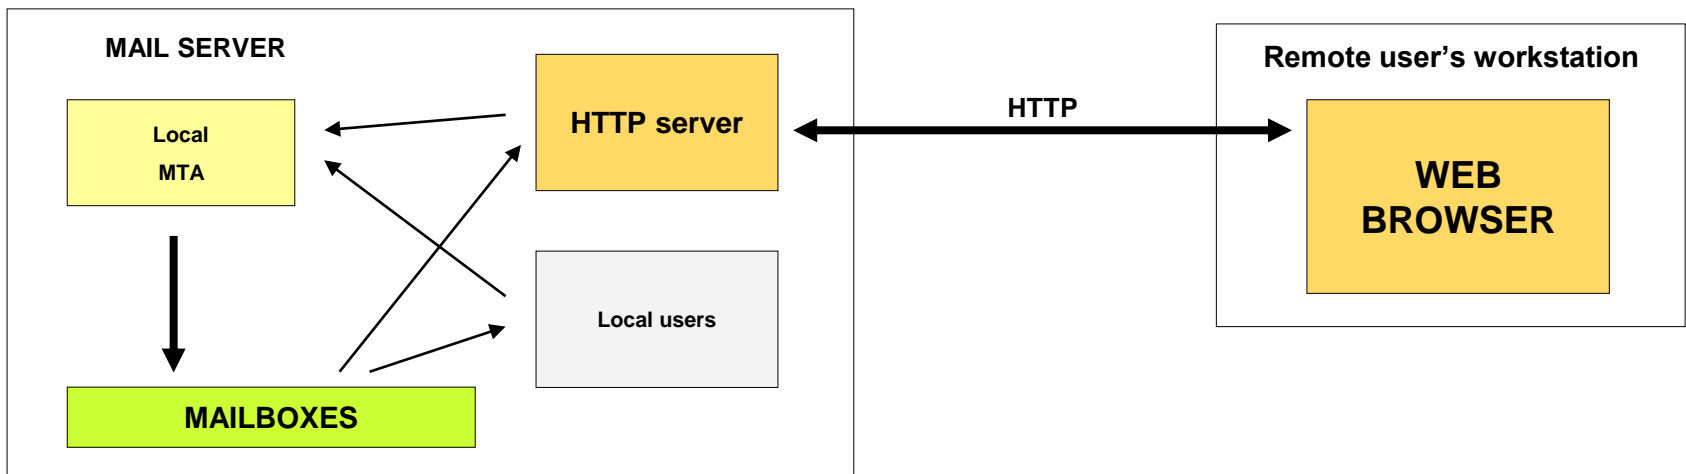 MAIL SERVER
Local
MTA
HTTP server
Local users
MAILBOXES
HTTP
Remote user’s workstation
WEB
BROWSER